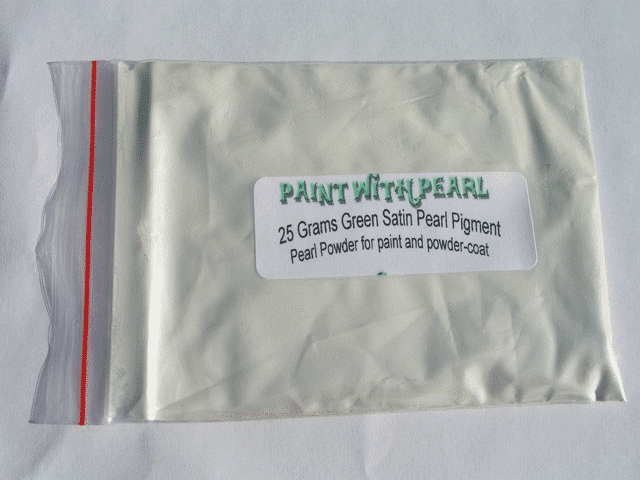 PAINT WITH PEARL
25 Grams Green Satin Pearl Pigment
Pearl Powder for paint and powder-coat